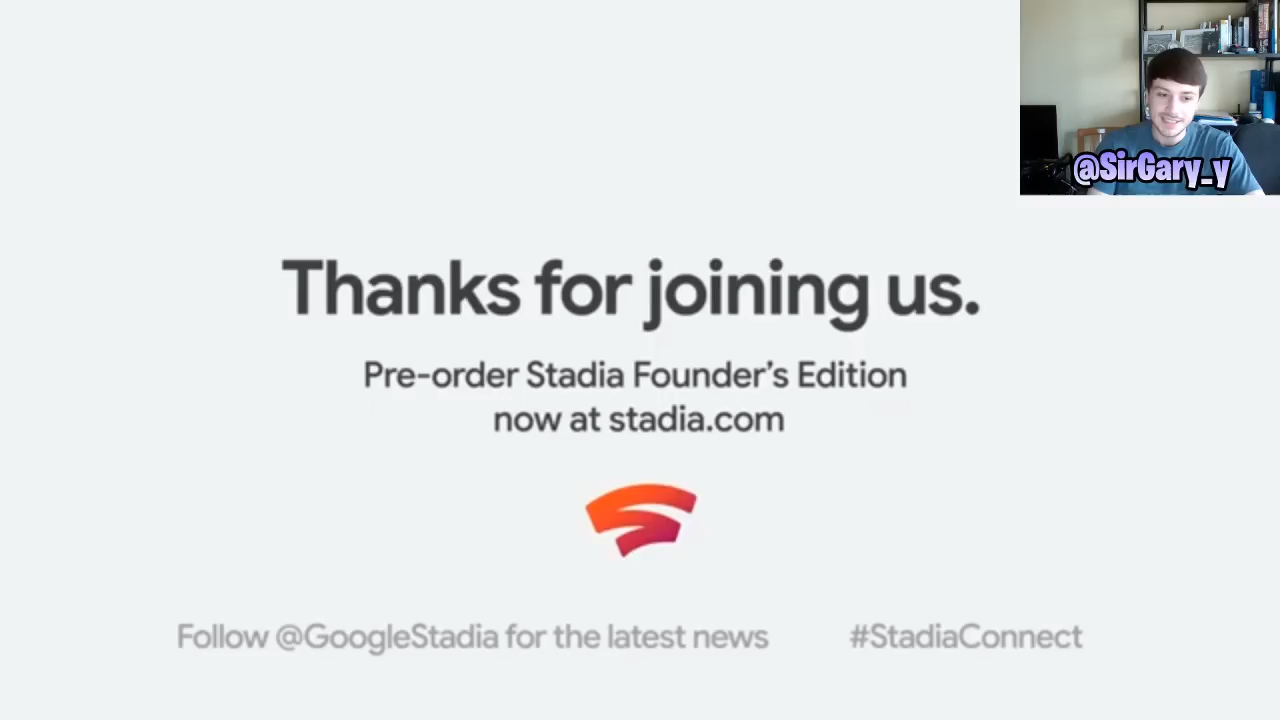 @SirGary_y
Thanks for joining us.
Pre-order Stadia Founder's Edition
now at stadia.com
Follow @GoogleStadia for the latest news
#StadiaConnect